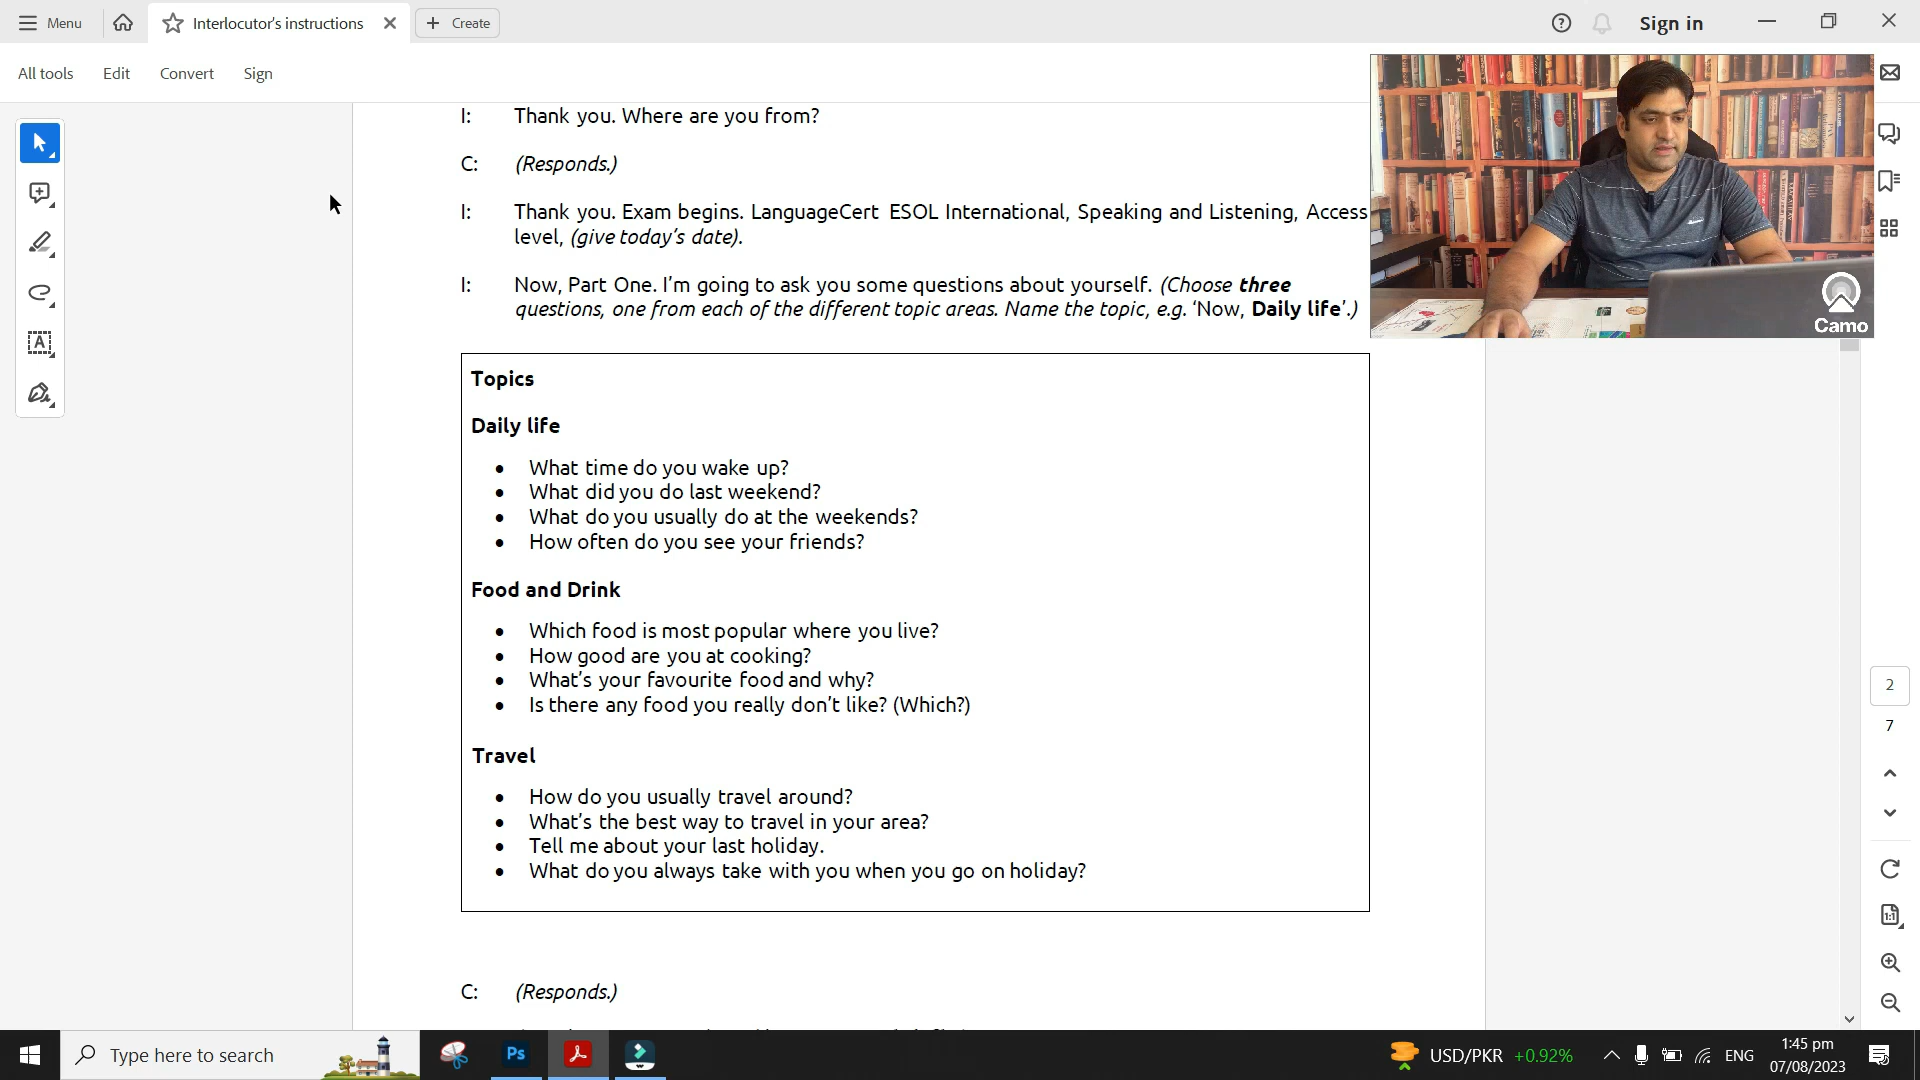 Menu
Interlocutor's instructions
Create
Sign in
All tools
Edit
Convert
Sign
I: Thank you. Where are you from?
C: (Responds.)
I: Thank you. Exam begins. LanguageCert ESOL International, Speaking and Listening, Access
level, (give today's date).
I: Now, Part One. I'm going to ask you some questions about yourself. (Choose three
questions, one from each of the different topic areas. Name the topic, e.g. 'Now, Daily life'.)
Camo
Topics
Daily life
• What time do you wake up?
• What did you do last weekend?
• What do you usually do at the weekends?
• How often do you see your friends?
Food and Drink
• Which food is most popular where you live?
• How good are you at cooking?
• What's your favourite food and why?
• Is there any food you really don't like? (Which?)
Travel
• How do you usually travel around?
• What's the best way to travel in your area?
• Tell me about your last holiday.
• What do you always take with you when you go on holiday?
C: (Responds.)
2
7
1:1
Type here to search
Ps
USD/PKR +0.92%
ENG
1:45 pm
07/08/2023